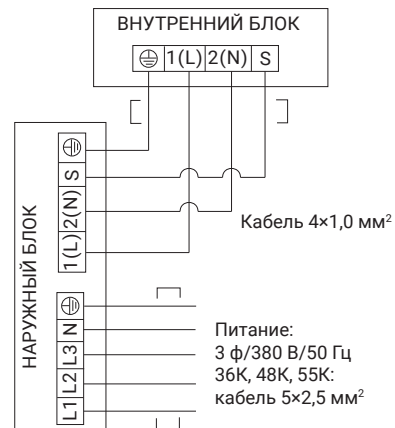 ВНУТРЕННИЙ БЛОК
1(L) 2(N) S
НАРУЖНЫЙ БЛОК
1(L) 2(N) S
Кабель 4×1,0 мм²
L1 L2 L3 N
Питание:
3 ф/380 В/50 Гц
36K, 48K, 55K:
кабель 5×2,5 мм²